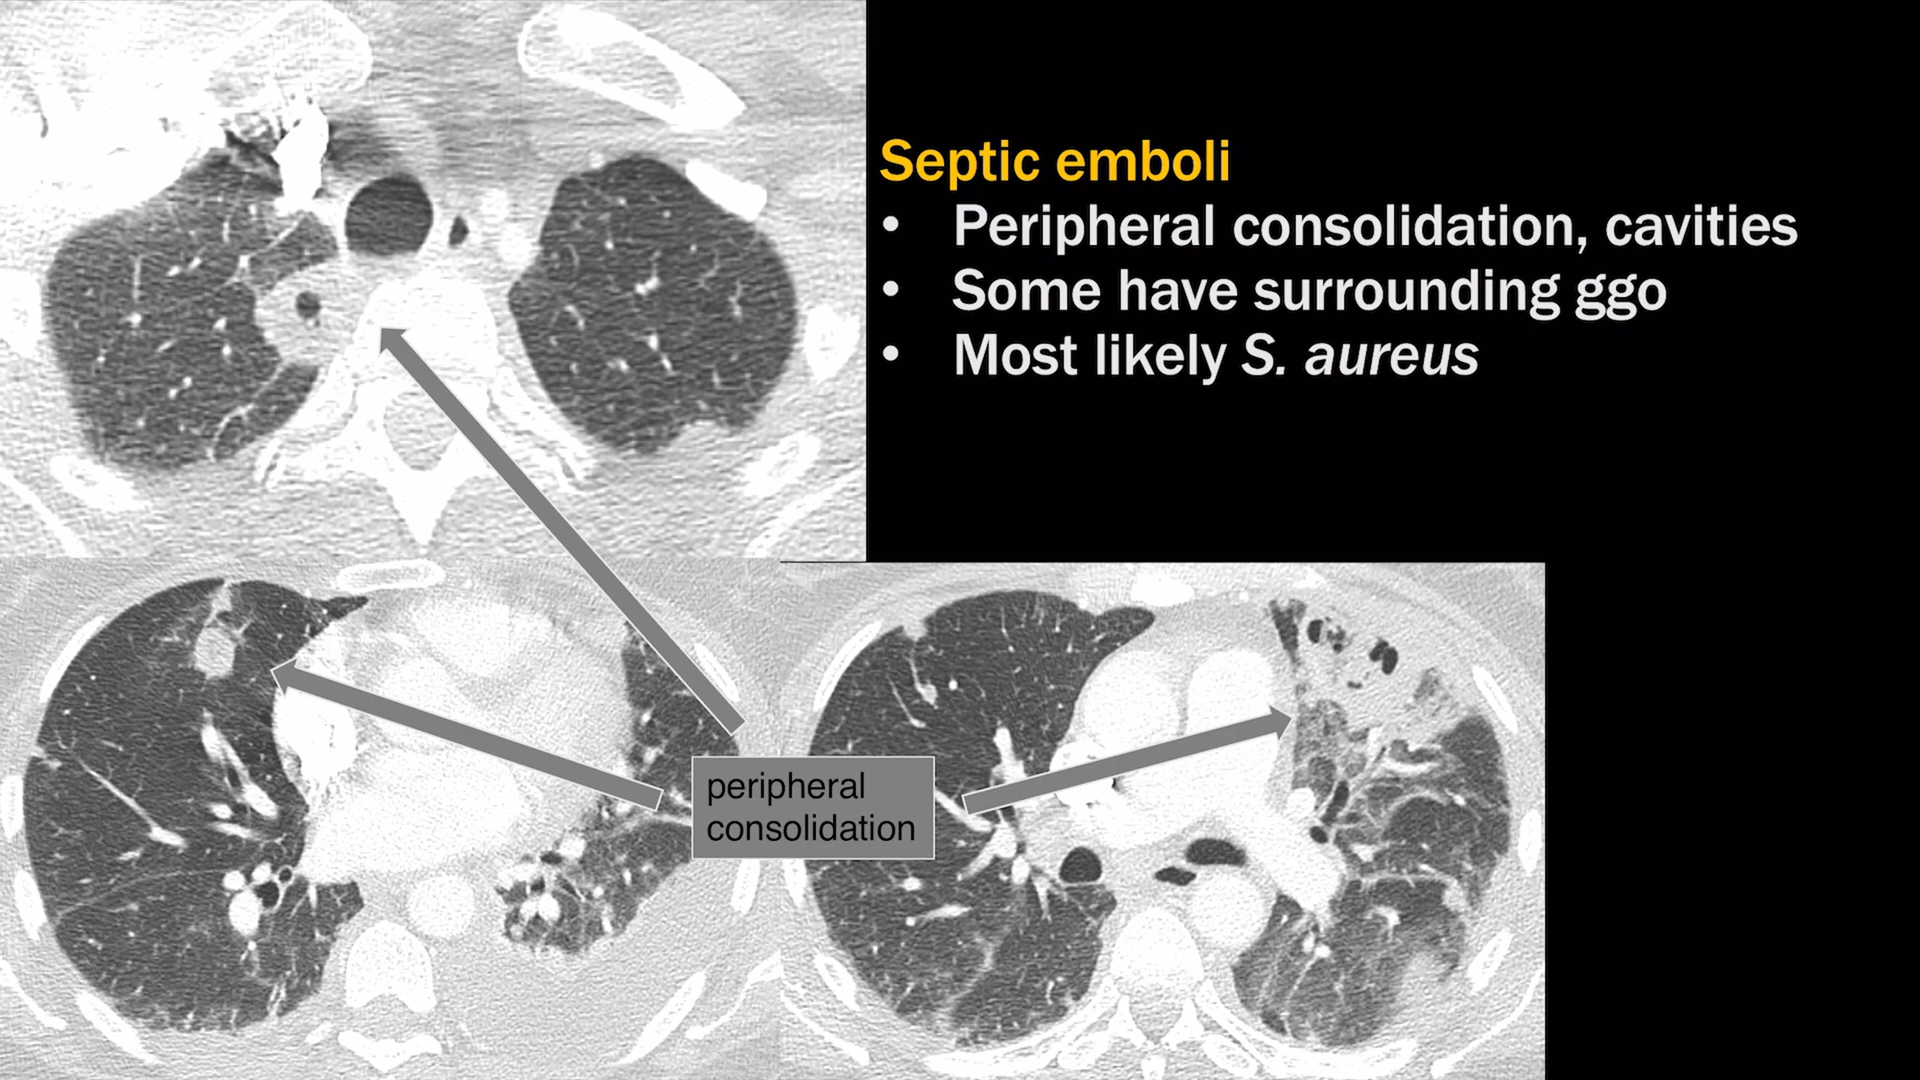 Septic emboli
• Peripheral consolidation, cavities
• Some have surrounding ggo
• Most likely S. aureus
peripheral
consolidation